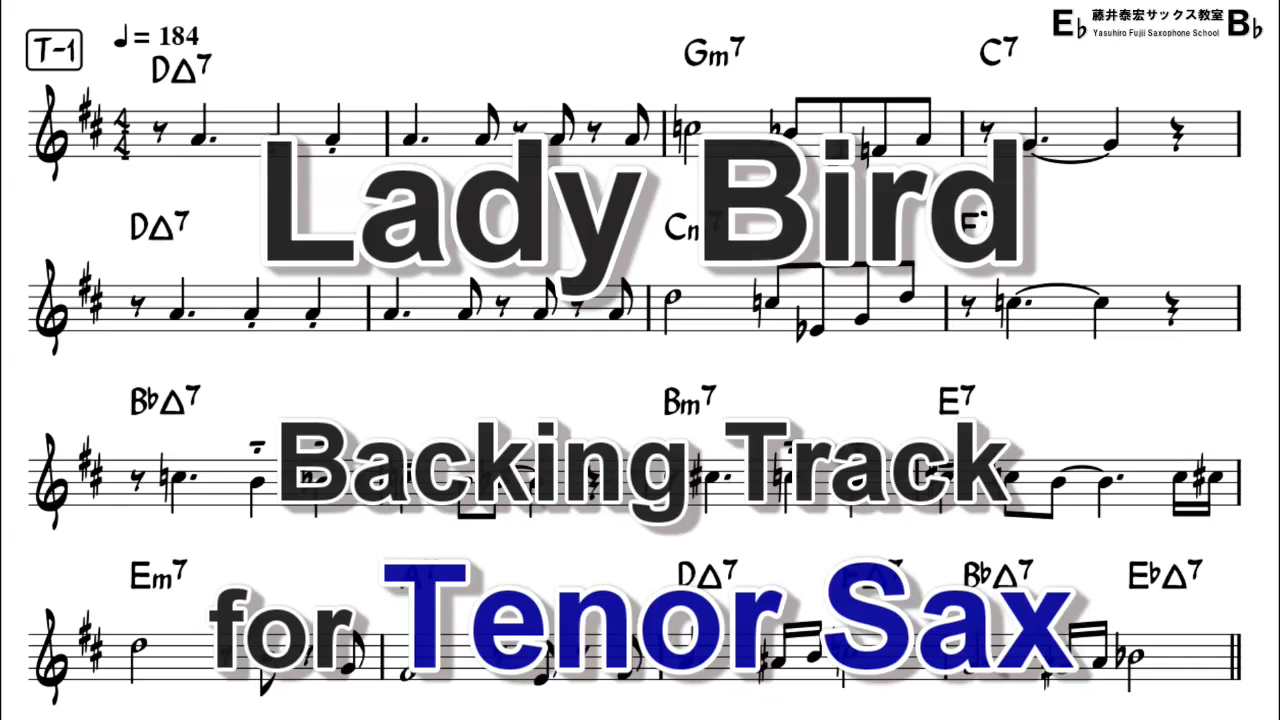 T-1
♩= 184
E♭ 藤井泰宏サックス教室 B♭
Yasuhiro Fujii Saxophone School
D△7 Gm7 C7
Lady Bird
D△7
B♭△7 Bm7 E7
Backing Track
Em7 D△7 B♭△7 E♭△7
for Tenor Sax